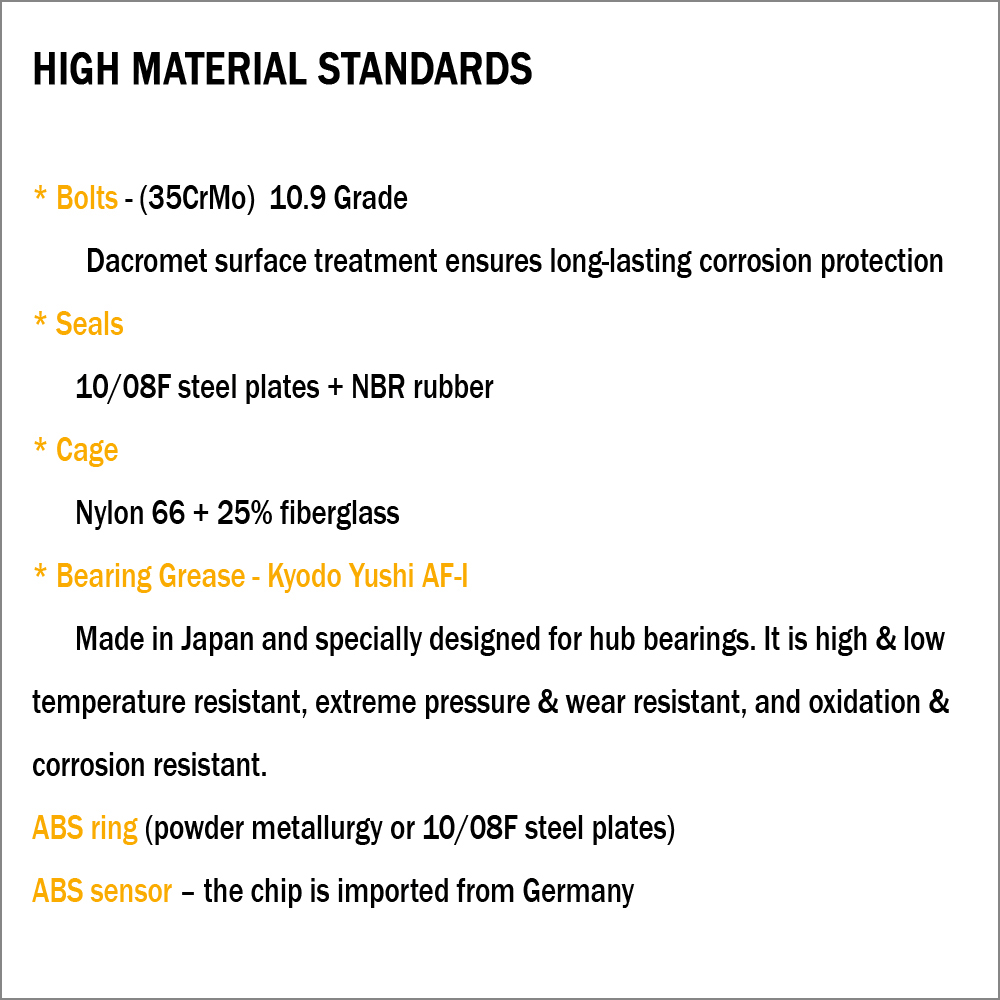 HIGH MATERIAL STANDARDS
* Bolts - (35CrMo) 10.9 Grade
Dacromet surface treatment ensures long-lasting corrosion protection
* Seals
10/08F steel plates + NBR rubber
* Cage
Nylon 66 + 25% fiberglass
* Bearing Grease - Kyodo Yushi AF-I
Made in Japan and specially designed for hub bearings. It is high & low
temperature resistant, extreme pressure & wear resistant, and oxidation &
corrosion resistant.
ABS ring (powder metallurgy or 10/08F steel plates)
ABS sensor – the chip is imported from Germany